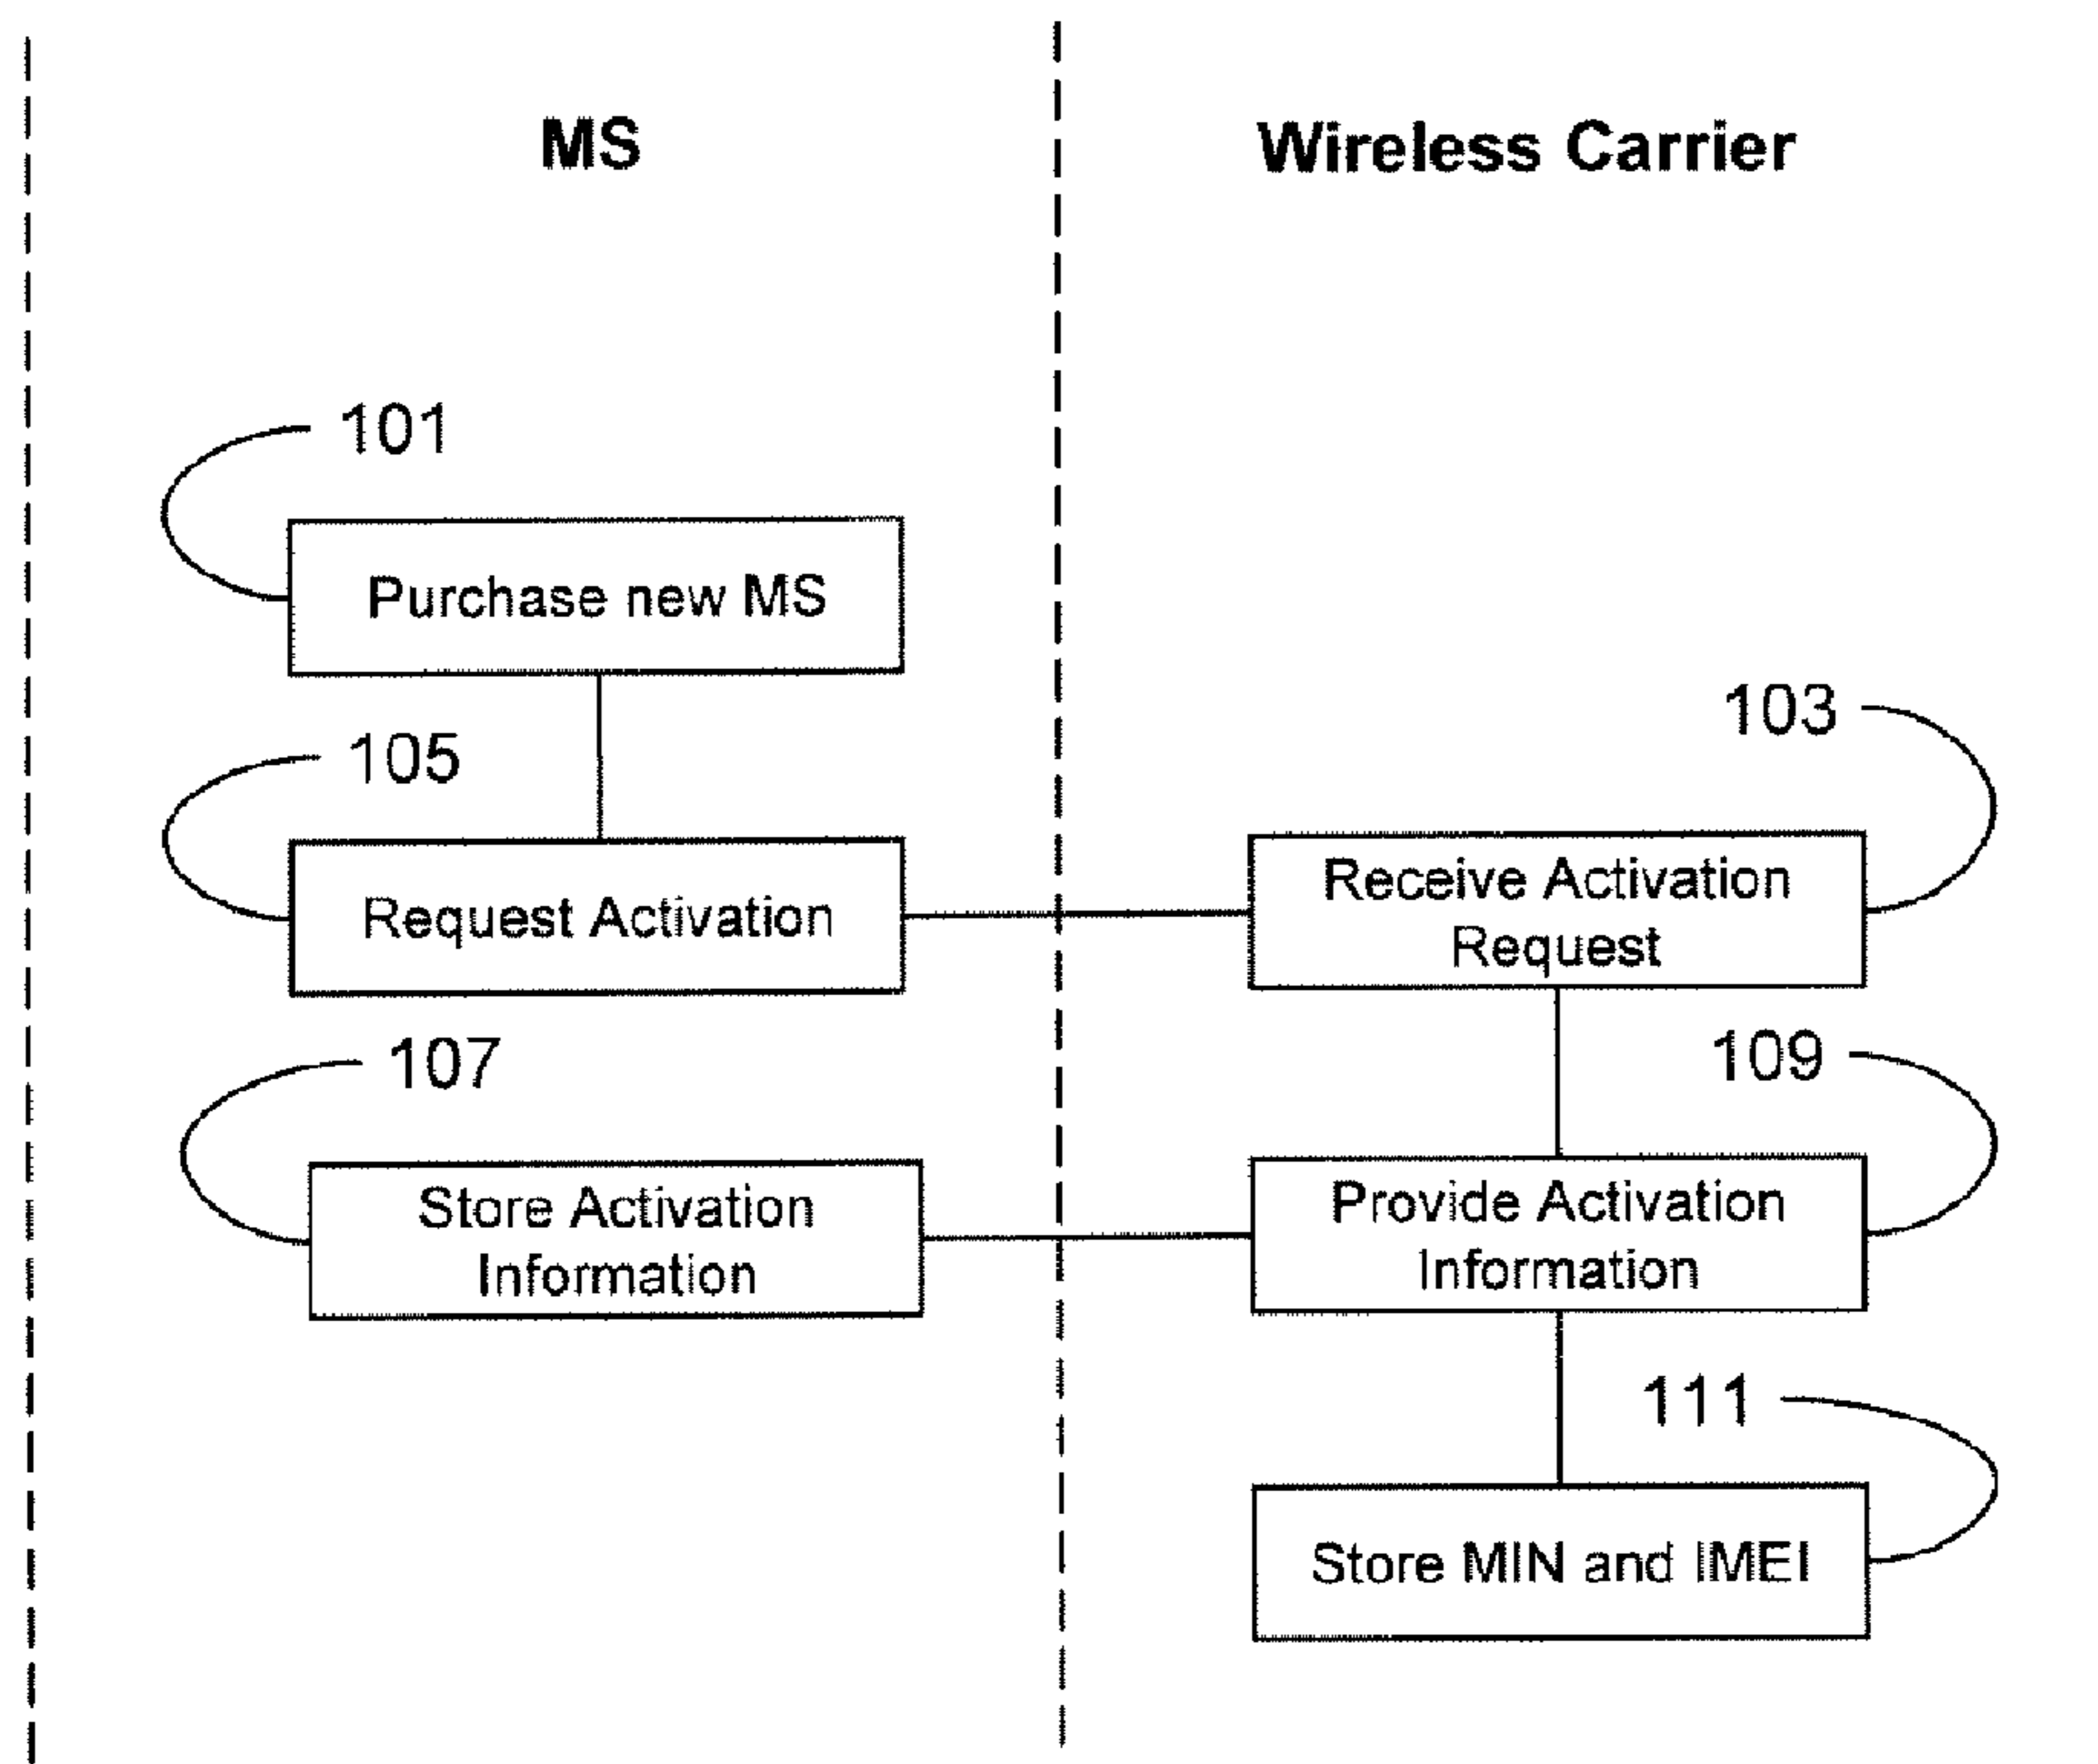 MS
Wireless Carrier
101
Purchase new MS
105
Request Activation
103
Receive Activation
Request
107
Store Activation
Information
109
Provide Activation
Information
111
Store MIN and IMEI